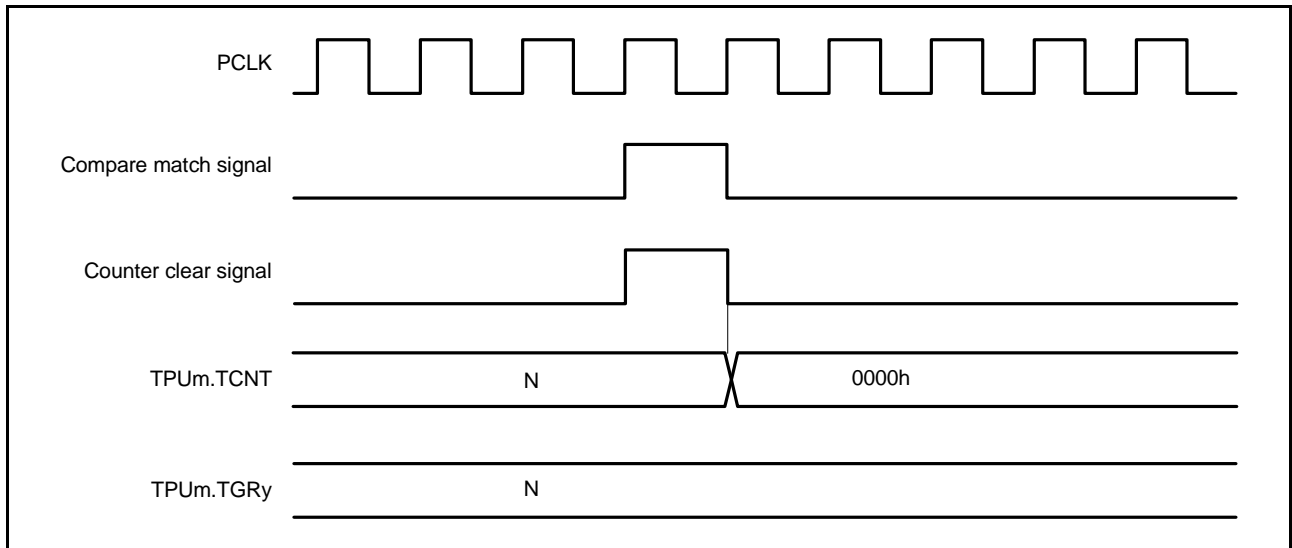 PCLK
Compare match signal
Counter clear signal
TPUm.TCNT N 0000h
TPUm.TGRy N